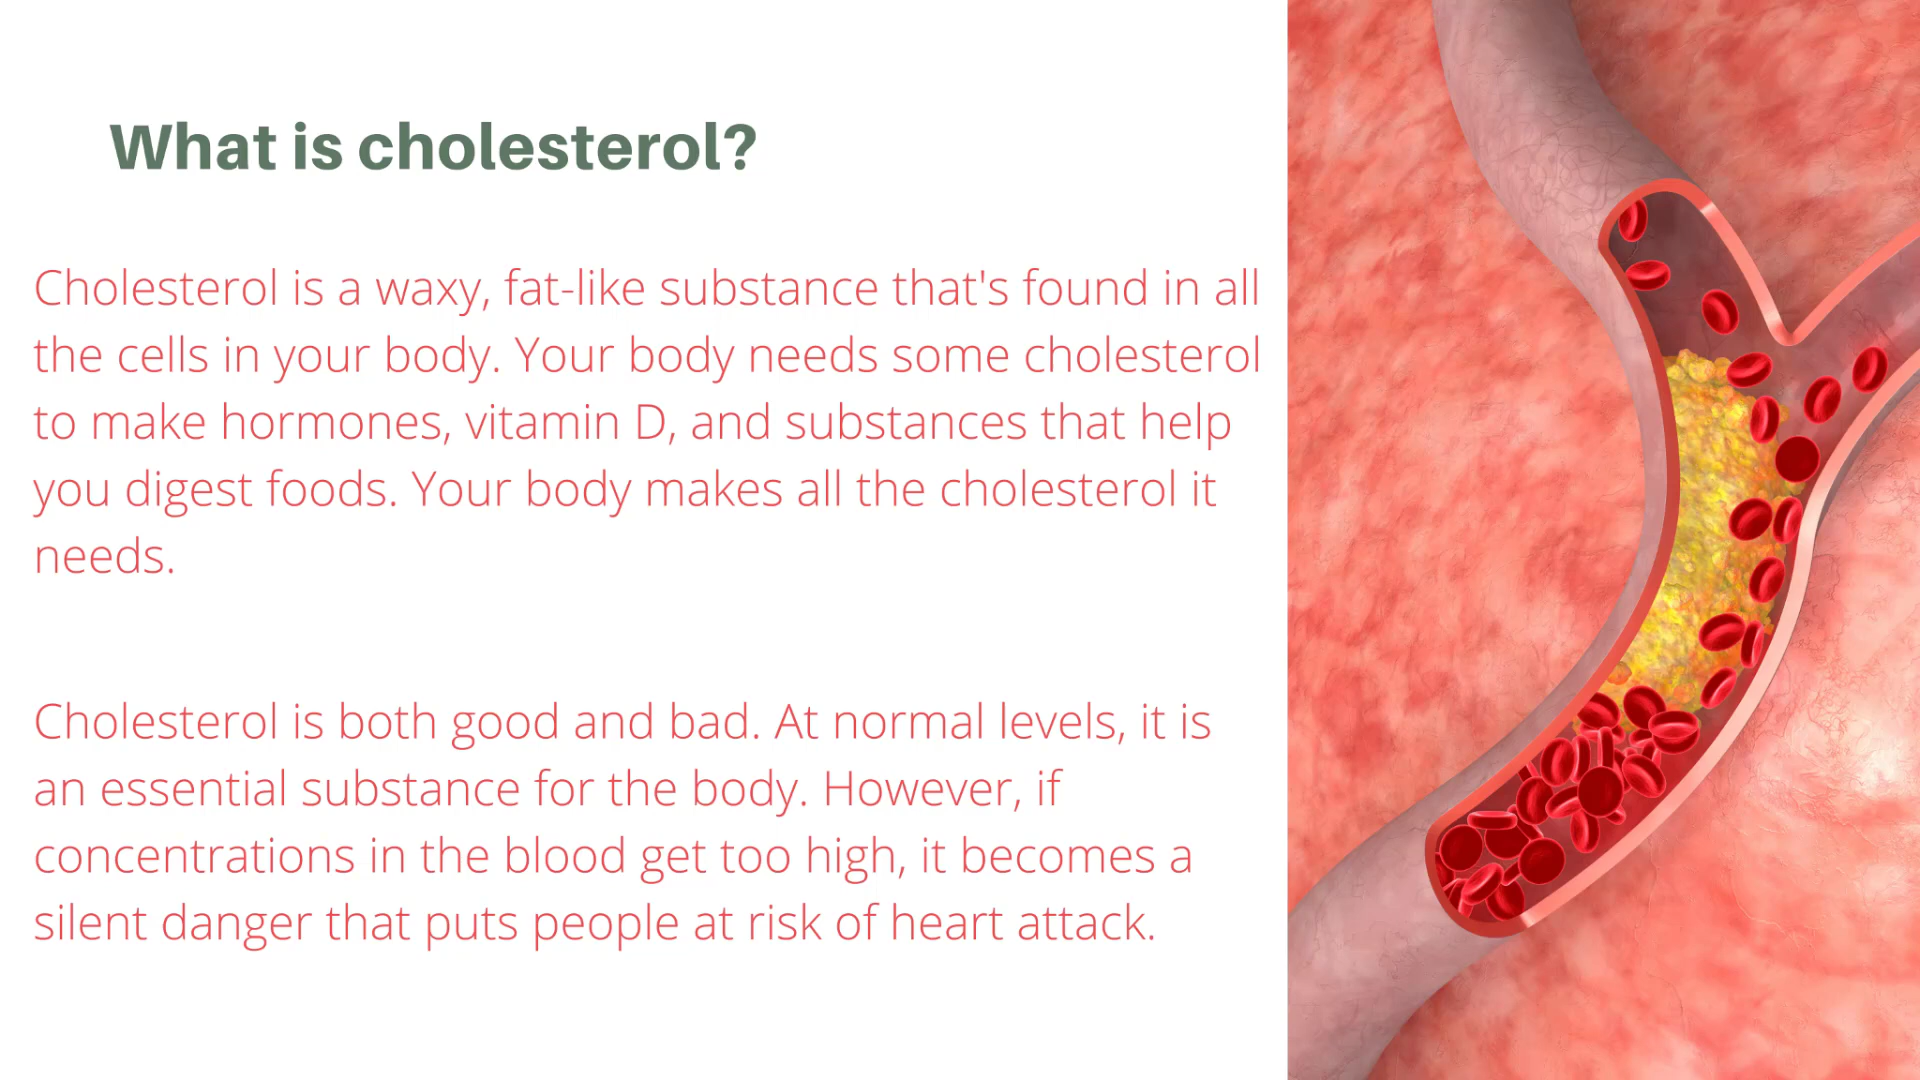 What is cholesterol?
Cholesterol is a waxy, fat-like substance that's found in all
the cells in your body. Your body needs some cholesterol
to make hormones, vitamin D, and substances that help
you digest foods. Your body makes all the cholesterol it
needs.
Cholesterol is both good and bad. At normal levels, it is
an essential substance for the body. However, if
concentrations in the blood get too high, it becomes a
silent danger that puts people at risk of heart attack.